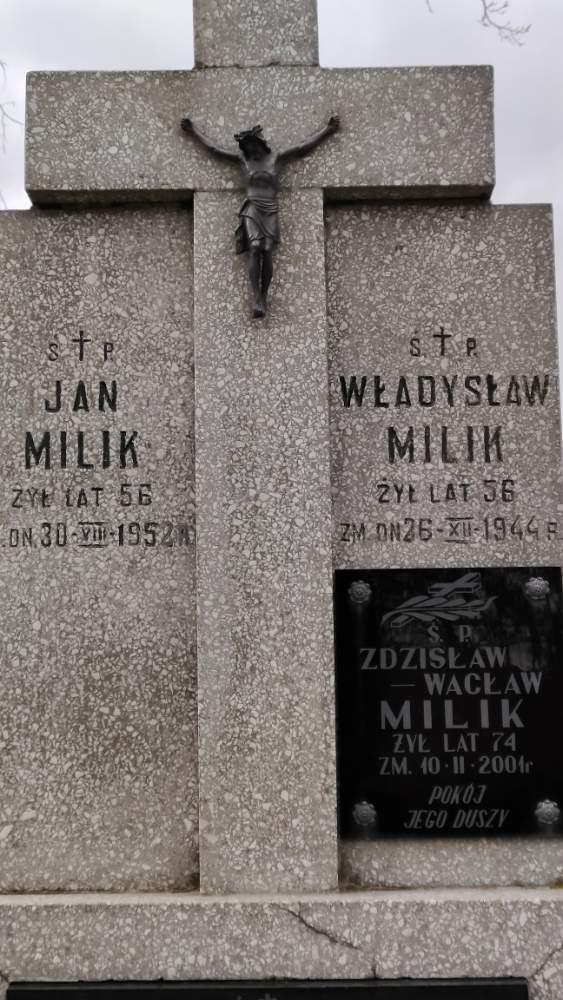 Ś P.
JAN
MILIK
ŻYŁ LAT 56
.DN.30-VIII-1952 R
Ś. P.
WŁADYSŁAW
MILIK
ŻYŁ LAT 56
ZM DN 26-XII-1944 R
Ś. P.
ZDZISŁAW
– WACŁAW
MILIK
ŻYŁ LAT 74
ZM. 10·II·2001r.
POKÓJ
JEGO DUSZY